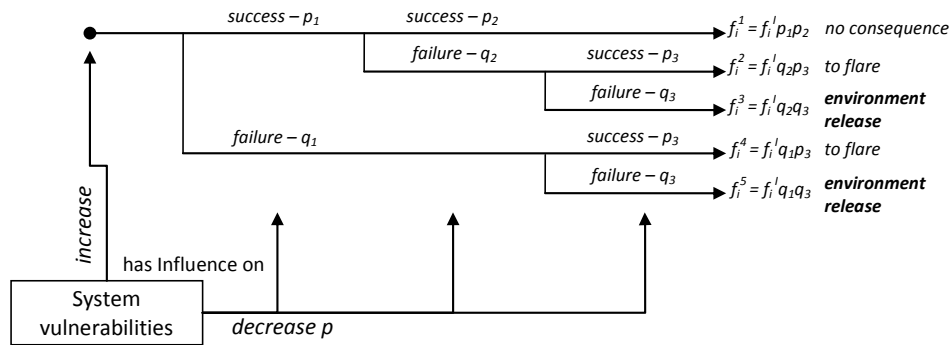 success – p₁ success – p₂ fᵢ¹ = fᵢᴵ p₁p₂ no consequence
failure – q₂ success – p₃ fᵢ² = fᵢᴵ q₂p₃ to flare
failure – q₃ fᵢ³ = fᵢᴵ q₂q₃ environment
release
failure – q₁ success – p₃ fᵢ⁴ = fᵢᴵ q₁p₃ to flare
failure – q₃ fᵢ⁵ = fᵢᴵ q₁q₃ environment
release
increase
has Influence on
System
vulnerabilities
decrease p